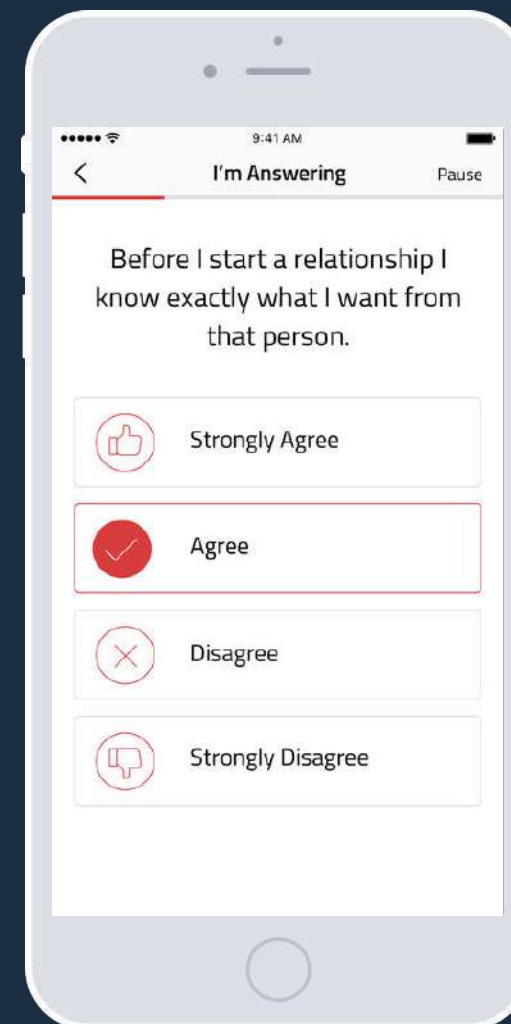 9:41 AM
I'm Answering
Pause
Before I start a relationship I
know exactly what I want from
that person.
Strongly Agree
Agree
Disagree
Strongly Disagree